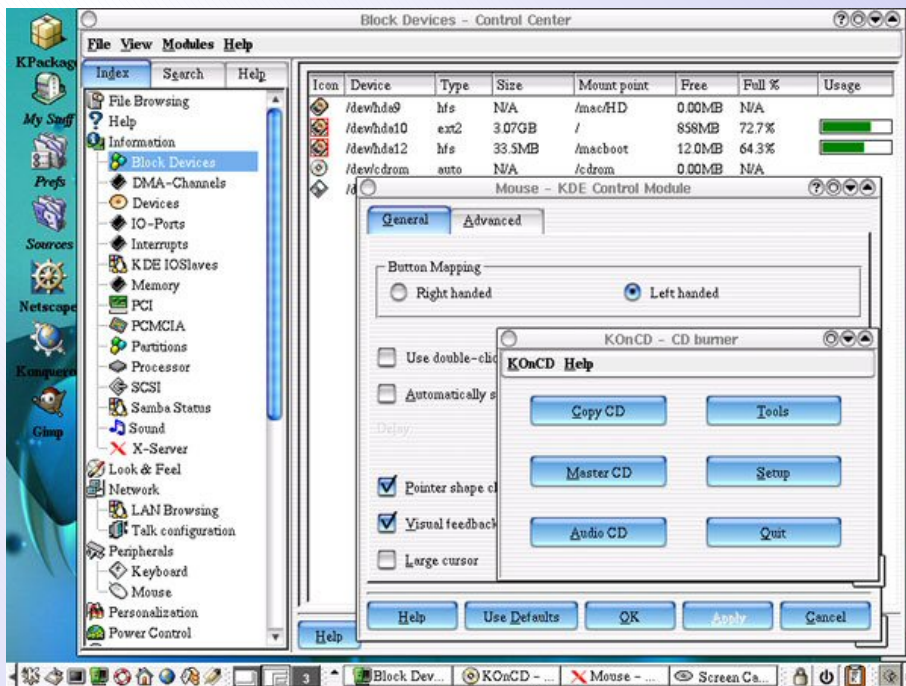 Block Devices - Control Center
File View Modules Help
KPackag
My Stuff
Prefs
Sources
Netscape
Konquero
Gimp
Index Search Help
File Browsing
Help
Information
Block Devices
DMA-Channels
Devices
IO-Ports
Interrupts
KDE IOSlaves
Memory
PCI
PCMCIA
Partitions
Processor
SCSI
Samba Status
Sound
X-Server
Look & Feel
Network
LAN Browsing
Talk configuration
Peripherals
Keyboard
Mouse
Personalization
Power Control
Icon Device Type Size Mount point Free Full % Usage
/dev/hda9 hfs N/A /mac/HD 0.00MB N/A
/dev/hda10 ext2 3.07GB / 858MB 72.7%
/dev/hda12 hfs 33.5MB /macboot 12.0MB 64.3%
/dev/cdrom auto N/A /cdrom 0.00MB N/A
Help
Mouse - KDE Control Module
General Advanced
Button Mapping
Right handed Left handed
Use double-clic
Automatically s
Delay
Pointer shape c
Visual feedback
Large cursor
Help Use Defaults OK Apply Cancel
KOnCD - CD burner
KOnCD Help
Copy CD Tools
Master CD Setup
Audio CD Quit
3 Block Dev... KOnCD - ... Mouse - ... Screen Ca...